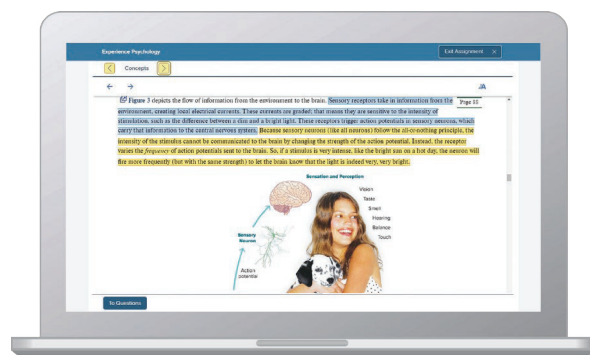 Experience Psychology
Exit Assignment ×
Concepts
Figure 3 depicts the flow of information from the environment to the brain. Sensory receptors take in information from the
Page 83
environment, creating local electrical currents. These currents are graded; that means they are sensitive to the intensity of
stimulation, such as the difference between a dim and a bright light. These receptors trigger action potentials in sensory neurons, which
carry that information to the central nervous system. Because sensory neurons (like all neurons) follow the all-or-nothing principle, the
intensity of the stimulus cannot be communicated to the brain by changing the strength of the action potential. Instead, the receptor
varies the frequency of action potentials sent to the brain. So, if a stimulus is very intense, like the bright sun on a hot day, the neuron will
fire more frequently (but with the same strength) to let the brain know that the light is indeed very, very bright.
Sensation and Perception
Vision
Taste
Smell
Hearing
Balance
Touch
Sensory
Neurons
Action
potential
To Questions